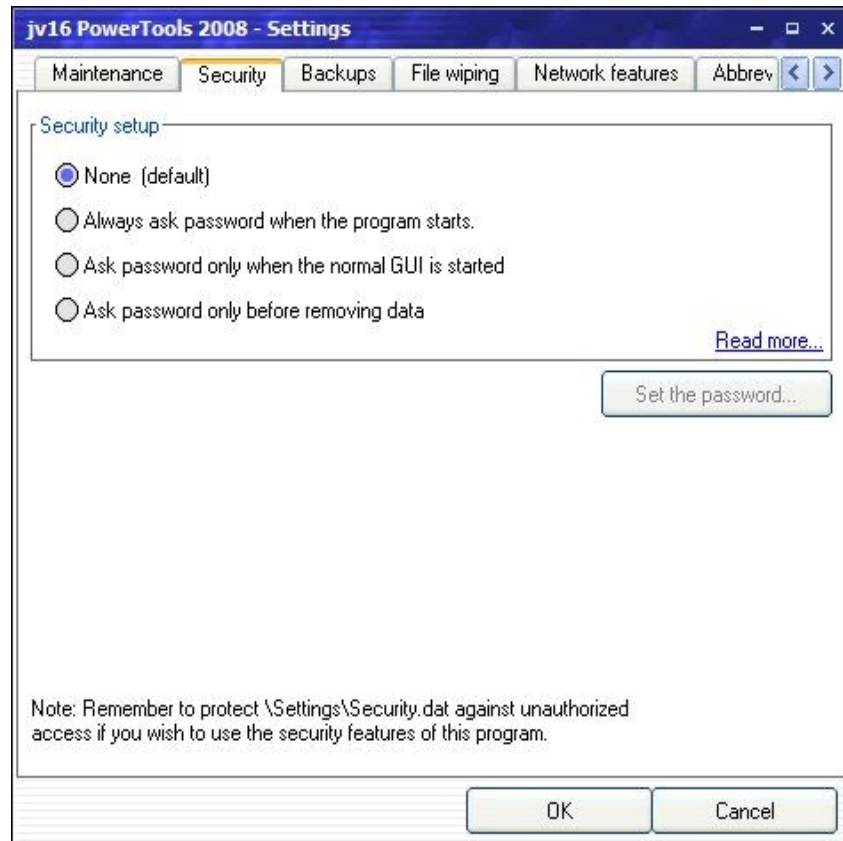 jv16 PowerTools 2008 - Settings
Maintenance Security Backups File wiping Network features Abbrev
Security setup
None (default)
Always ask password when the program starts.
Ask password only when the normal GUI is started
Ask password only before removing data
Read more...
Set the password...
Note: Remember to protect \Settings\Security.dat against unauthorized
access if you wish to use the security features of this program.
OK Cancel